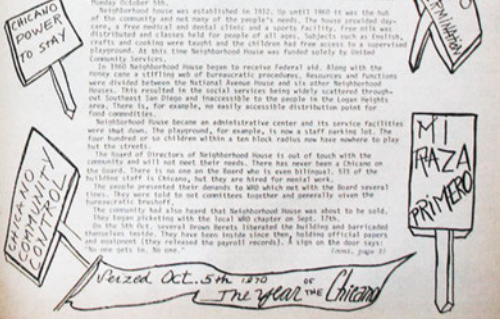 Monday October 5th.
Neighborhood house was established in 1932. Up until 1960 it was the hub
of the community and met many of the people's needs. The house provided day-
care, a free medical and dental clinic and a sports facility. Free milk was
distributed and classes held for people of all ages. Subjects such as English,
crafts and cooking were taught and the children had free access to a supervised
playground. At this time Neighborhood House was funded solely by United
Community Services.
In 1960 Neighborhood House began to receive Federal aid. Along with the
money came a stifling web of bureaucratic procedures. Resources and functions
were divided between the National Avenue House and six other Neighborhood
Houses. This resulted in the social services being widely scattered through-
out Southeast San Diego and inaccessible to the people in the Logan Heights
area. There is, for example, no easily accessible distribution point for
food commodities.
Neighborhood House became an administrative center and its service facilities
were shut down. The playground, for example, is now a staff parking lot. The
four hundred or so children within a ten block radius now have nowhere to play
but the streets.
The Board of Directors of Neighborhood House is out of touch with the
community and will not meet their needs. There has never been a Chicano on
the Board. There is no one on the Board who is even bilingual. 51% of the
building staff is Chicano, but they are hired for menial work.
The people presented their demands to WRO which met with the Board several
times. They were told to not committees together and generally given the
bureaucratic brushoff.
The community had also heard that Neighborhood House was about to be sold.
They began picketing with the local WRO chapter on Sept. 17th.
On the 5th Oct. several Brown Berets liberated the building and barricaded
themselves inside. They have been inside since then, holding official papers
and equipment (they released the payroll records). A sign on the door says:
"No one gets in. No one."
(cont. page 3)
CHICANO
POWER
TO STAY
CHICANO
COMMUNITY
CONTROL
MI
RAZA
PRIMERO
Seized Oct. 5th 1970
The Year OF THE Chicano